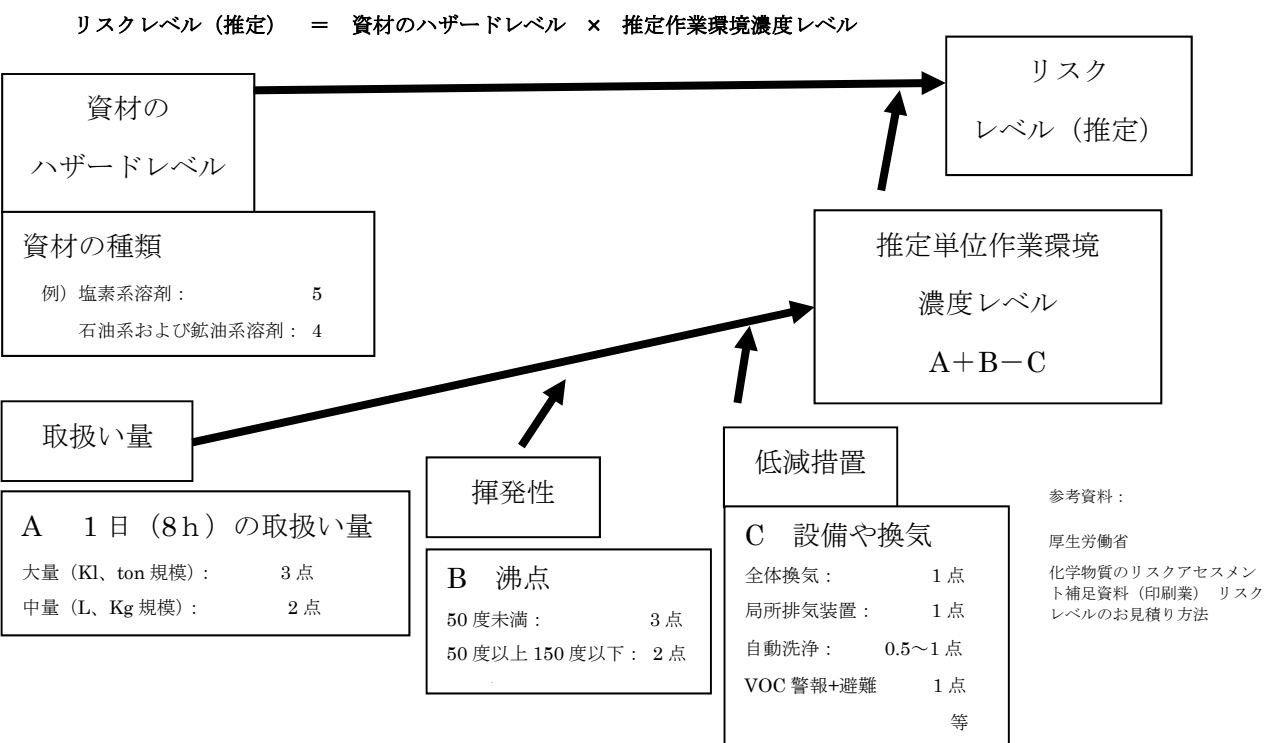 リスクレベル（推定）　＝　資材のハザードレベル　×　推定作業環境濃度レベル
リスク
レベル（推定）
資材の
ハザードレベル
資材の種類
例）塩素系溶剤： 5
石油系および鉱油系溶剤： 4
推定単位作業環境
濃度レベル
A＋B－C
取扱い量
A　1日（8h）の取扱い量
大量（Kl、ton 規模）： 3点
中量（L、Kg 規模）： 2点
揮発性
B　沸点
50度未満： 3点
50度以上150度以下： 2点
低減措置
C　設備や換気
全体換気： 1点
局所排気装置： 1点
自動洗浄： 0.5～1点
VOC 警報+避難 1点
等
参考資料：
厚生労働省
化学物質のリスクアセスメン
ト補足資料（印刷業）　リスク
レベルのお見積り方法